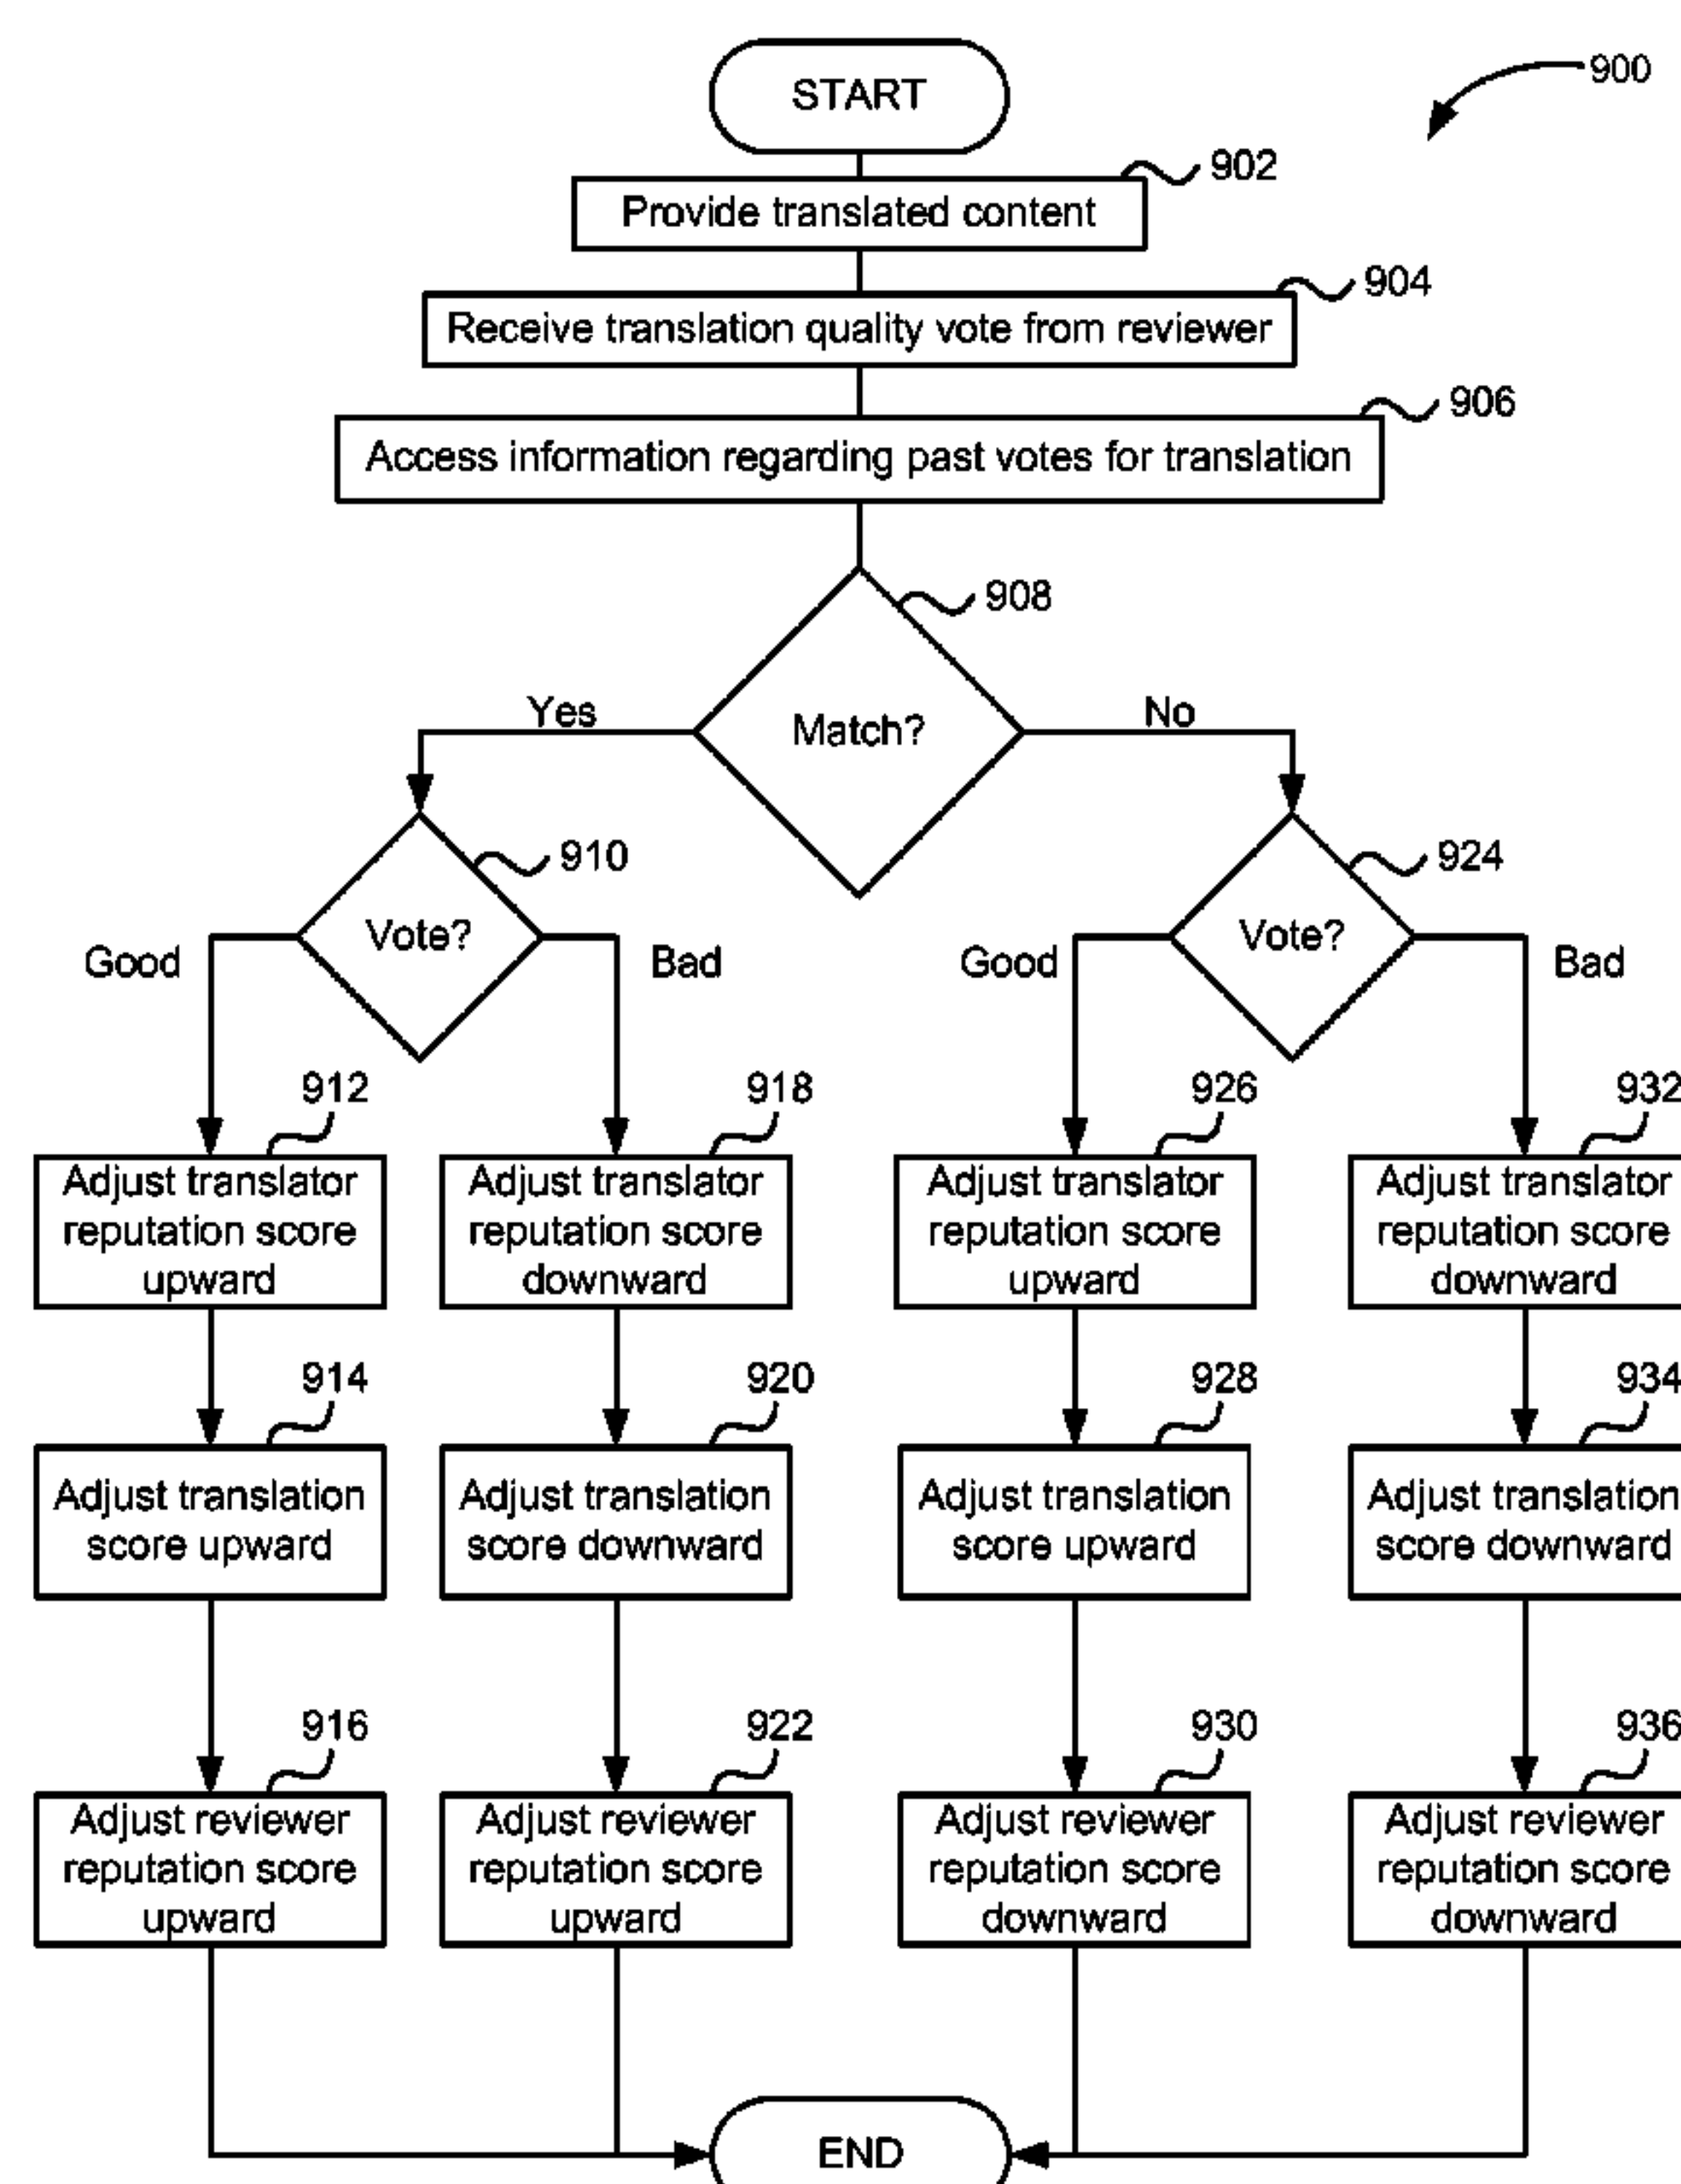 START
900
902
Provide translated content
904
Receive translation quality vote from reviewer
906
Access information regarding past votes for translation
908
Match?
Yes
No
910
Vote?
Good
Bad
924
Vote?
Good
Bad
912
918
926
932
Adjust translator
reputation score
upward
Adjust translator
reputation score
downward
Adjust translator
reputation score
upward
Adjust translator
reputation score
downward
914
920
928
934
Adjust translation
score upward
Adjust translation
score downward
Adjust translation
score upward
Adjust translation
score downward
916
922
930
936
Adjust reviewer
reputation score
upward
Adjust reviewer
reputation score
upward
Adjust reviewer
reputation score
downward
Adjust reviewer
reputation score
downward
END